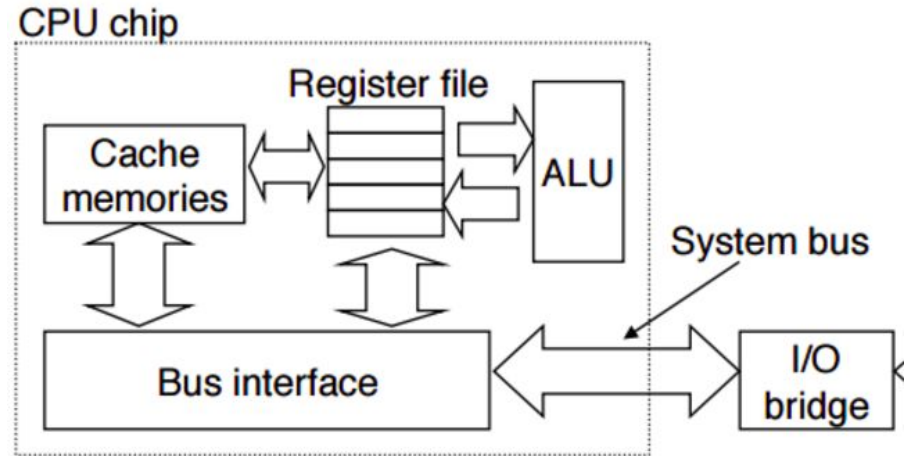 CPU chip
Register file
Cache
memories
ALU
System bus
Bus interface
I/O
bridge